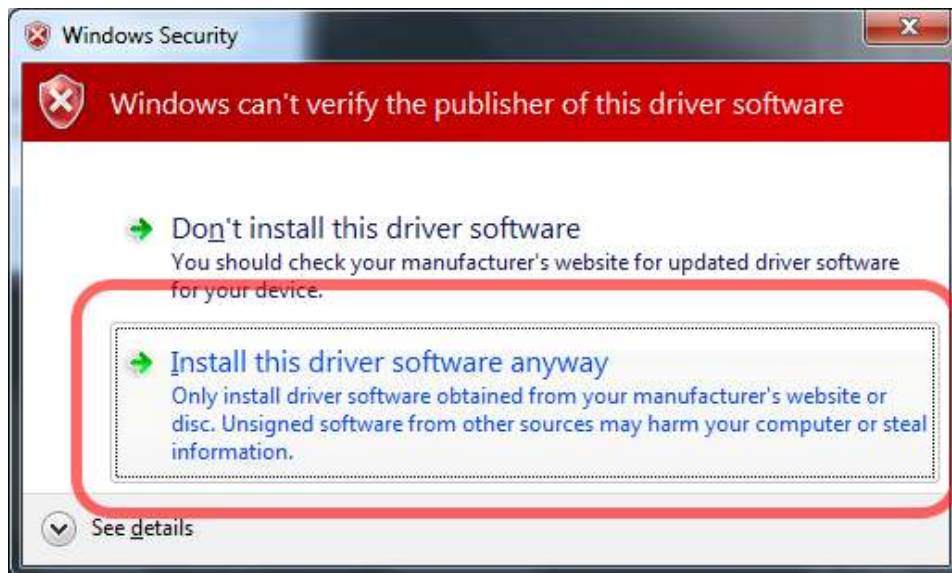 Windows Security
Windows can't verify the publisher of this driver software
Don't install this driver software
You should check your manufacturer's website for updated driver software
for your device.
Install this driver software anyway
Only install driver software obtained from your manufacturer's website or
disc. Unsigned software from other sources may harm your computer or steal
information.
See details